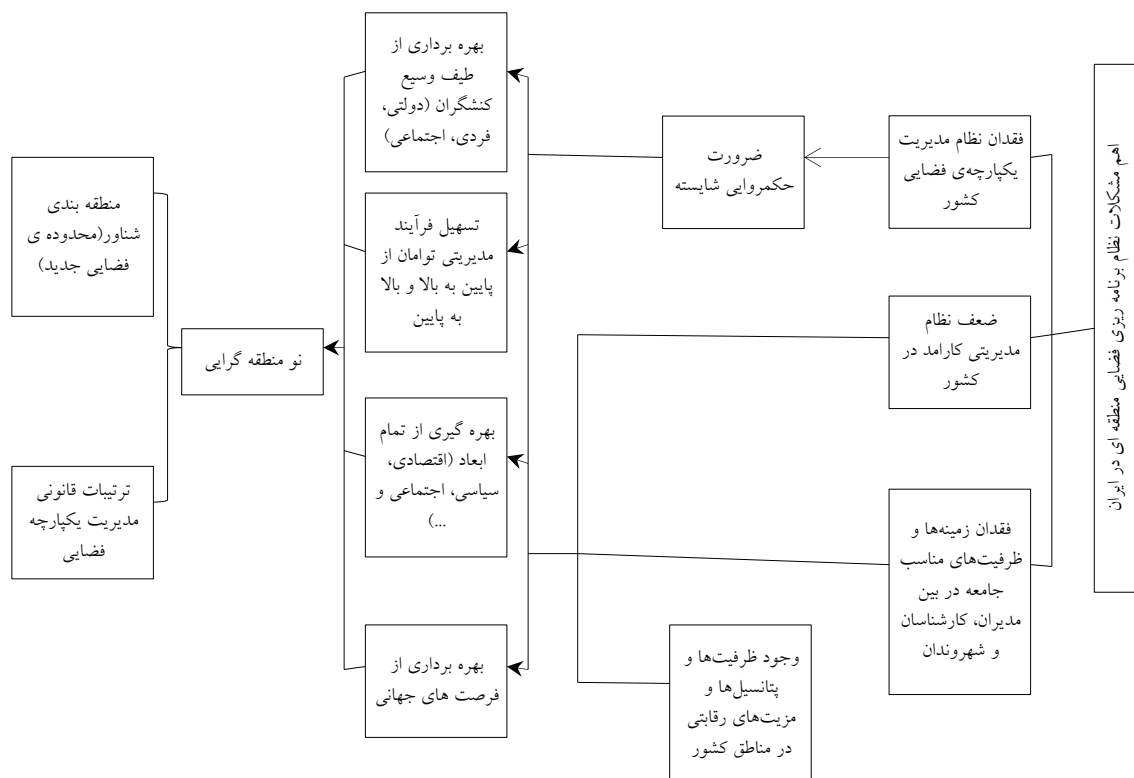 اهم مشکلات نظام برنامه ریزی فضایی منطقه ای در ایران
فقدان نظام مدیریت
یکپارچه‌ی فضایی
کشور
ضعف نظام
مدیریتی کارامد در
کشور
فقدان زمینه‌ها و
ظرفیت‌های مناسب
جامعه در بین
مدیران، کارشناسان
و شهروندان
ضرورت
حکمروایی شایسته
وجود ظرفیت‌ها و
پتانسیل‌ها و
مزیت‌های رقابتی
در مناطق کشور
بهره برداری از
طیف وسیع
کنشگران (دولتی،
فردی، اجتماعی)
تسهیل فرآیند
مدیریتی توامان از
پایین به بالا و بالا
به پایین
بهره گیری از تمام
ابعاد (اقتصادی،
سیاسی، اجتماعی و
...)
بهره برداری از
فرصت های جهانی
نو منطقه گرایی
منطقه بندی
شناور(محدوده ی
فضایی جدید)
ترتیبات قانونی
مدیریت یکپارچه
فضایی